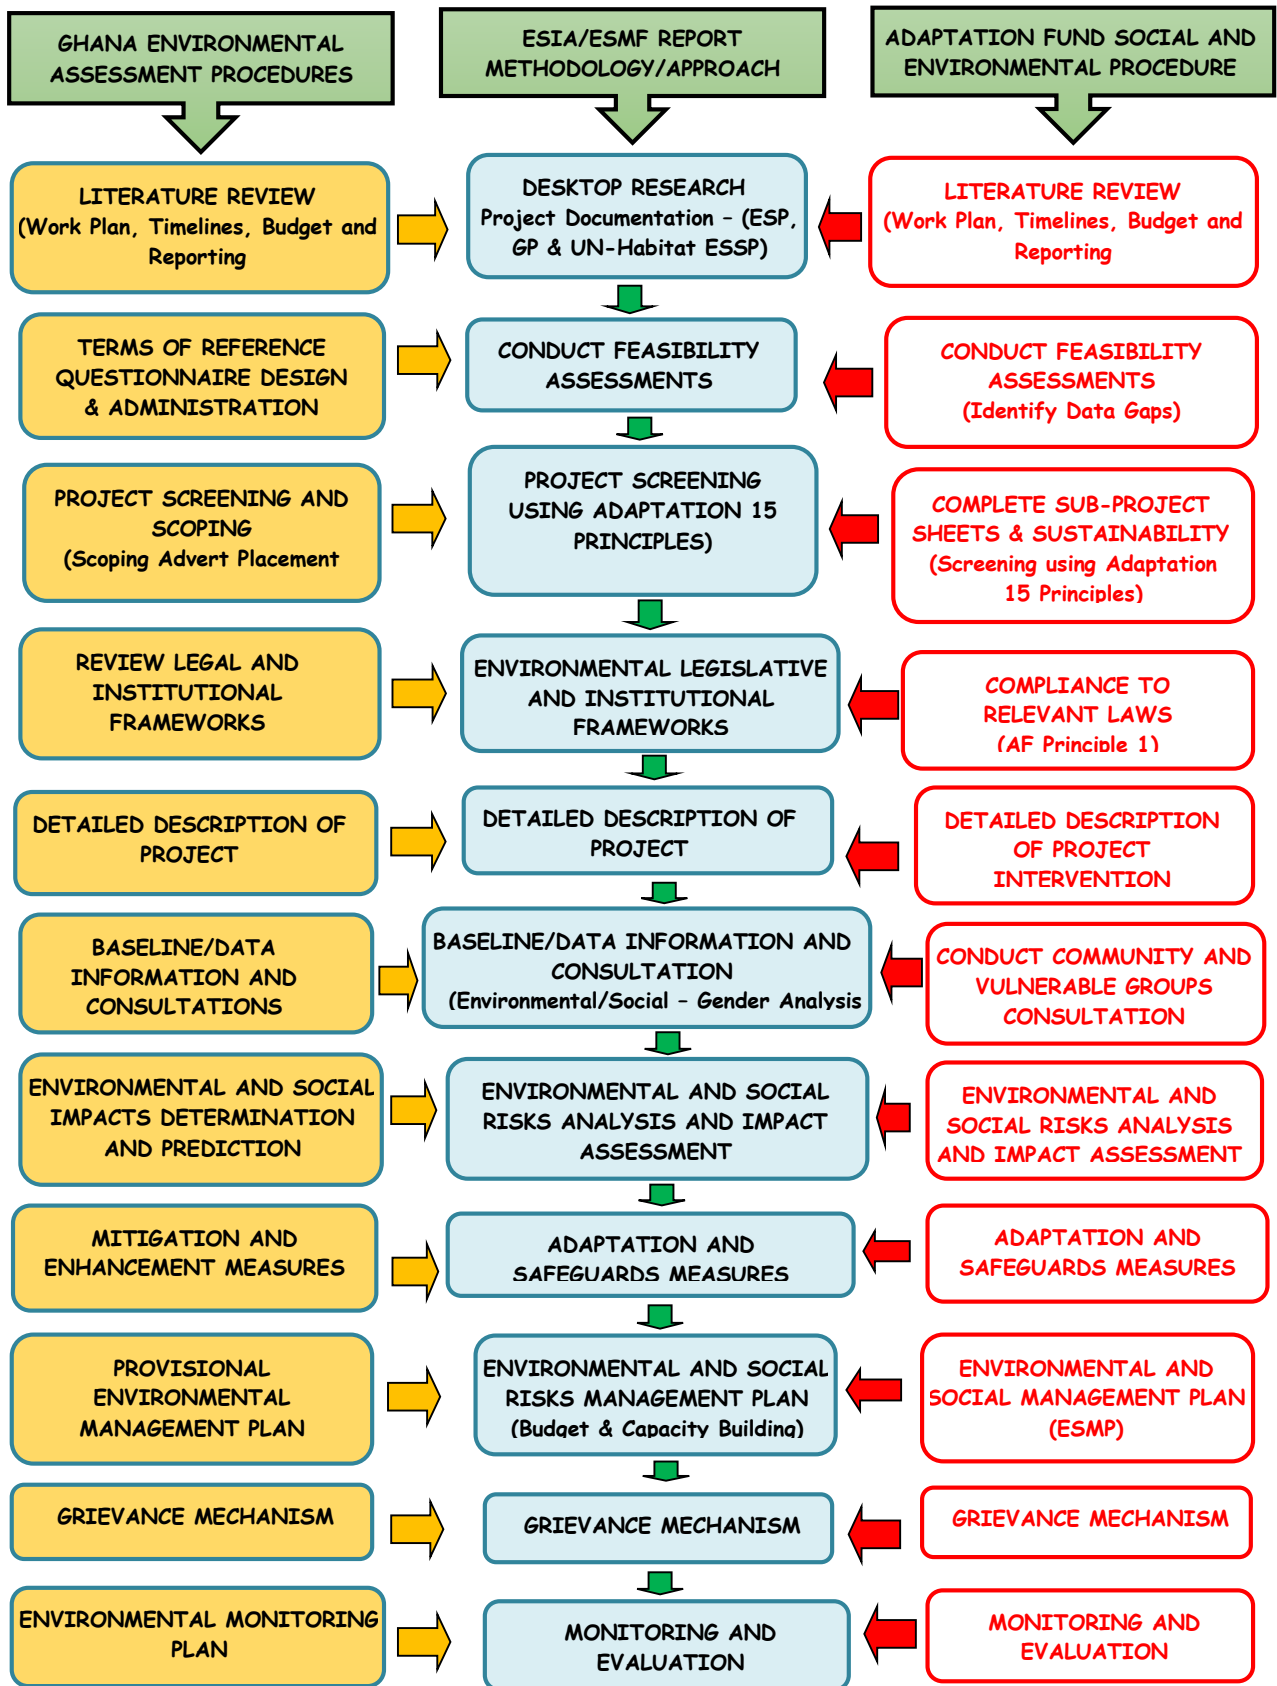 GHANA ENVIRONMENTAL
ASSESSMENT PROCEDURES
ESIA/ESMF REPORT
METHODOLOGY/APPROACH
ADAPTATION FUND SOCIAL AND
ENVIRONMENTAL PROCEDURE
LITERATURE REVIEW
(Work Plan, Timelines, Budget and
Reporting
DESKTOP RESEARCH
Project Documentation – (ESP,
GP & UN-Habitat ESSP)
LITERATURE REVIEW
(Work Plan, Timelines, Budget and
Reporting
TERMS OF REFERENCE
QUESTIONNAIRE DESIGN
& ADMINISTRATION
CONDUCT FEASIBILITY
ASSESSMENTS
CONDUCT FEASIBILITY
ASSESSMENTS
(Identify Data Gaps)
PROJECT SCREENING AND
SCOPING
(Scoping Advert Placement
PROJECT SCREENING
USING ADAPTATION 15
PRINCIPLES)
COMPLETE SUB-PROJECT
SHEETS & SUSTAINABILITY
(Screening using Adaptation
15 Principles)
REVIEW LEGAL AND
INSTITUTIONAL
FRAMEWORKS
ENVIRONMENTAL LEGISLATIVE
AND INSTITUTIONAL
FRAMEWORKS
COMPLIANCE TO
RELEVANT LAWS
(AF Principle 1)
DETAILED DESCRIPTION OF
PROJECT
DETAILED DESCRIPTION OF
PROJECT
DETAILED DESCRIPTION
OF PROJECT
INTERVENTION
BASELINE/DATA
INFORMATION AND
CONSULTATIONS
BASELINE/DATA INFORMATION AND
CONSULTATION
(Environmental/Social – Gender Analysis
CONDUCT COMMUNITY AND
VULNERABLE GROUPS
CONSULTATION
ENVIRONMENTAL AND SOCIAL
IMPACTS DETERMINATION
AND PREDICTION
ENVIRONMENTAL AND SOCIAL
RISKS ANALYSIS AND IMPACT
ASSESSMENT
ENVIRONMENTAL AND
SOCIAL RISKS ANALYSIS
AND IMPACT ASSESSMENT
MITIGATION AND
ENHANCEMENT MEASURES
ADAPTATION AND
SAFEGUARDS MEASURES
ADAPTATION AND
SAFEGUARDS MEASURES
PROVISIONAL
ENVIRONMENTAL
MANAGEMENT PLAN
ENVIRONMENTAL AND SOCIAL
RISKS MANAGEMENT PLAN
(Budget & Capacity Building)
ENVIRONMENTAL AND
SOCIAL MANAGEMENT PLAN
(ESMP)
GRIEVANCE MECHANISM
GRIEVANCE MECHANISM
GRIEVANCE MECHANISM
ENVIRONMENTAL MONITORING
PLAN
MONITORING AND
EVALUATION
MONITORING AND
EVALUATION